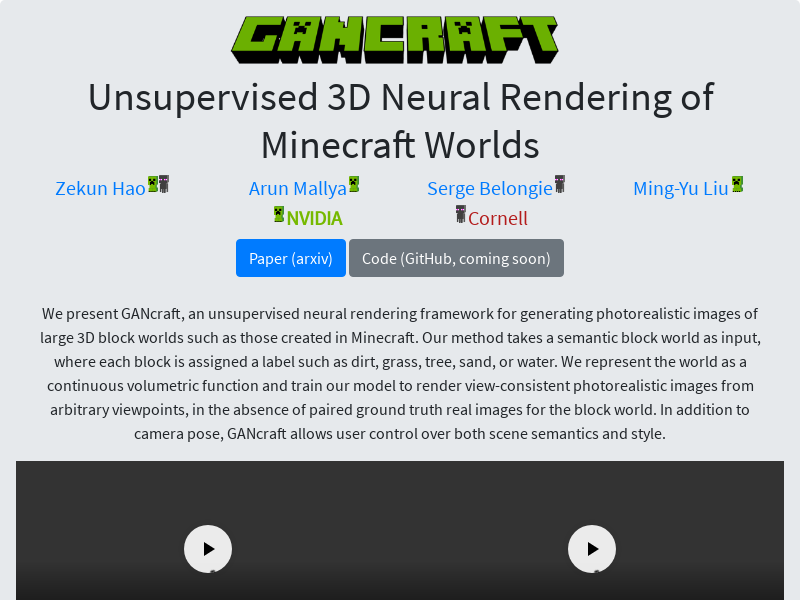 GANCRAFT
Unsupervised 3D Neural Rendering of
Minecraft Worlds
Zekun Hao Arun Mallya Serge Belongie Ming-Yu Liu
NVIDIA Cornell
Paper (arxiv) Code (GitHub, coming soon)
We present GANcraft, an unsupervised neural rendering framework for generating photorealistic images of
large 3D block worlds such as those created in Minecraft. Our method takes a semantic block world as input,
where each block is assigned a label such as dirt, grass, tree, sand, or water. We represent the world as a
continuous volumetric function and train our model to render view-consistent photorealistic images from
arbitrary viewpoints, in the absence of paired ground truth real images for the block world. In addition to
camera pose, GANcraft allows user control over both scene semantics and style.